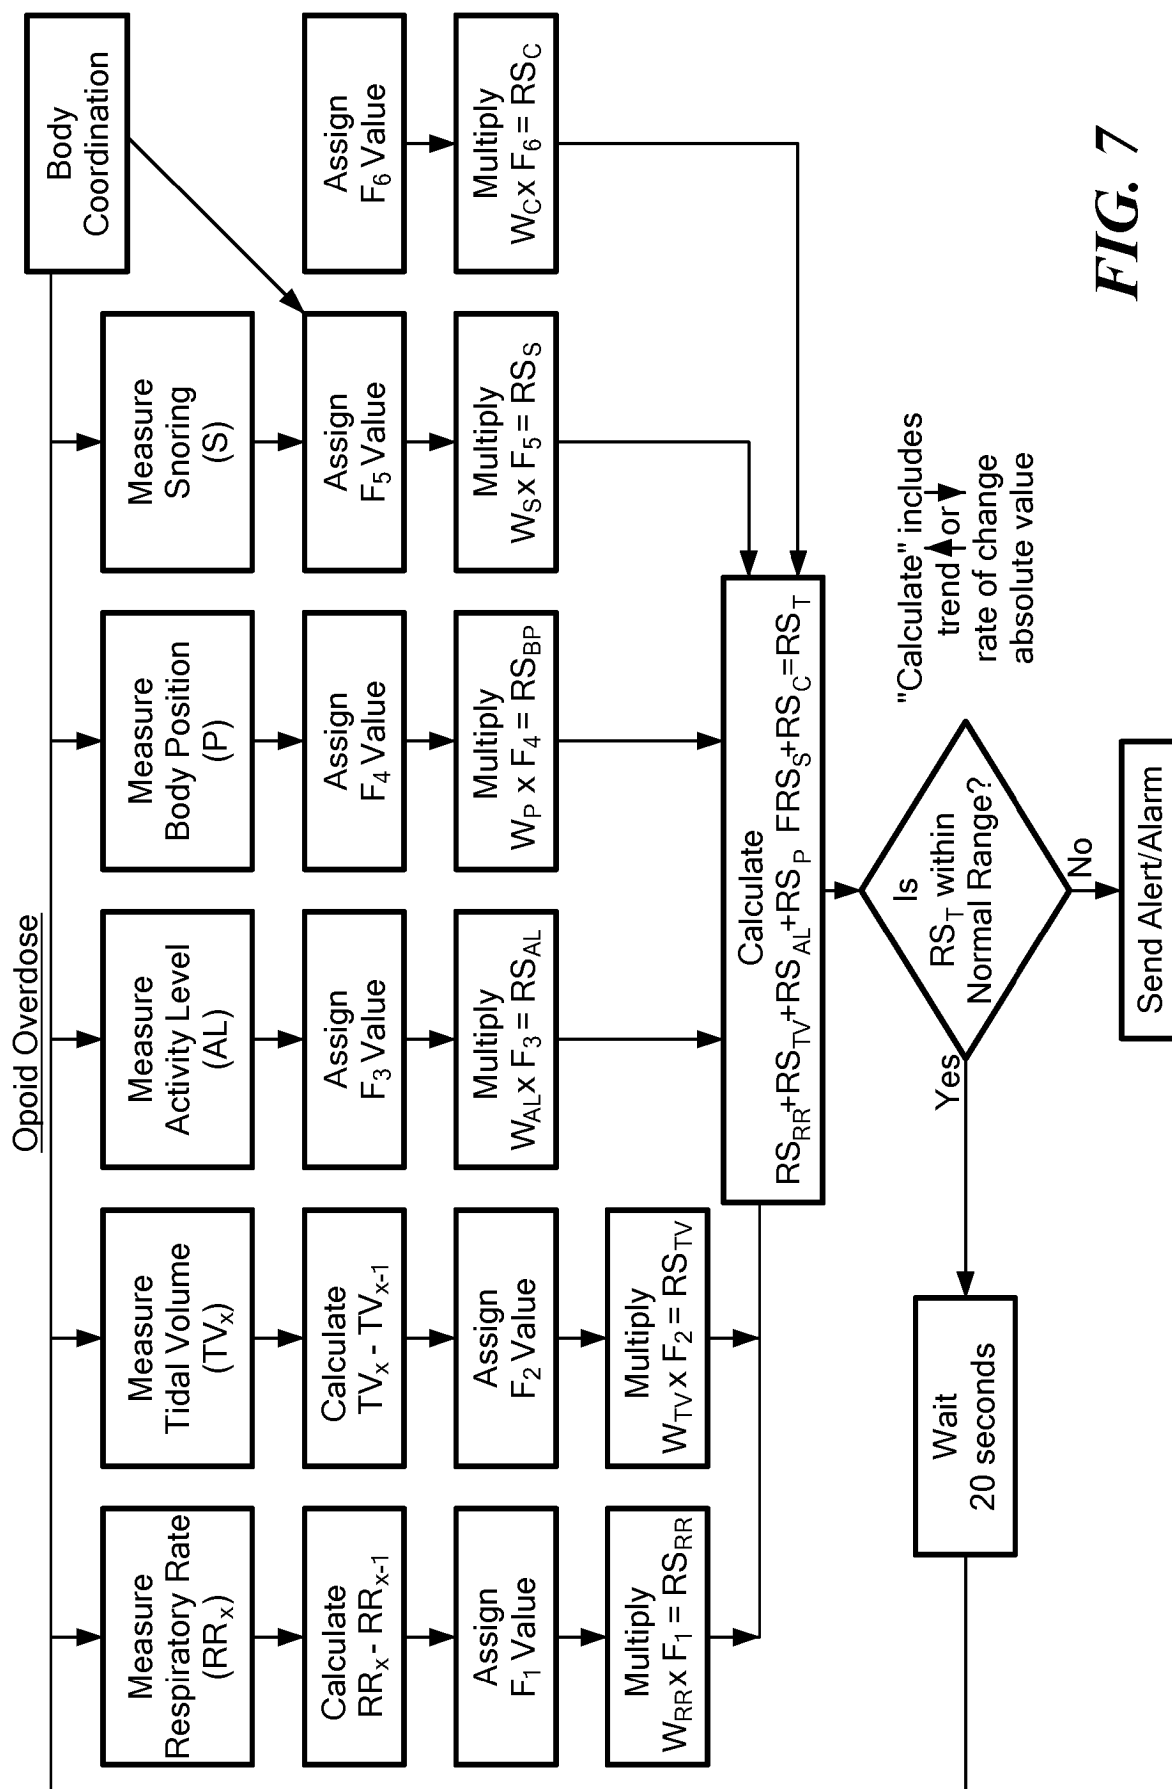 Opoid Overdose
Measure
Respiratory Rate
(RRx)
Measure
Tidal Volume
(TVx)
Measure
Activity Level
(AL)
Measure
Body Position
(P)
Measure
Snoring
(S)
Body
Coordination
Calculate
RRx - RRx-1
Calculate
TVx - TVx-1
Assign
F3 Value
Assign
F4 Value
Assign
F5 Value
Assign
F6 Value
Assign
F1 Value
Assign
F2 Value
Multiply
WAL x F3 = RSAL
Multiply
WP x F4 = RSBP
Multiply
WS x F5 = RSS
Multiply
WC x F6 = RSC
Multiply
WRR x F1 = RSRR
Multiply
WTV x F2 = RSTV
Calculate
RSRR+RSTV+RSAL+RSP FRSS+RSC=RST
Is
RST within
Normal Range?
Yes
No
Wait
20 seconds
Send Alert/Alarm
"Calculate" includes
trend ↑ or ↓
rate of change
absolute value
FIG. 7